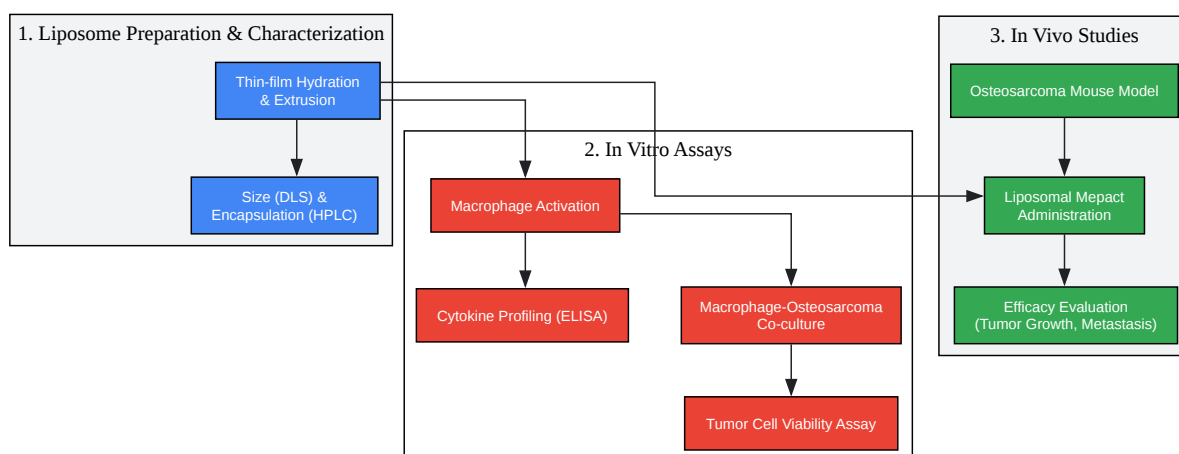 1. Liposome Preparation & Characterization
Thin-film Hydration
& Extrusion
Size (DLS) &
Encapsulation (HPLC)
2. In Vitro Assays
Macrophage Activation
Cytokine Profiling (ELISA)
Macrophage-Osteosarcoma
Co-culture
Tumor Cell Viability Assay
3. In Vivo Studies
Osteosarcoma Mouse Model
Liposomal Mepact
Administration
Efficacy Evaluation
(Tumor Growth, Metastasis)